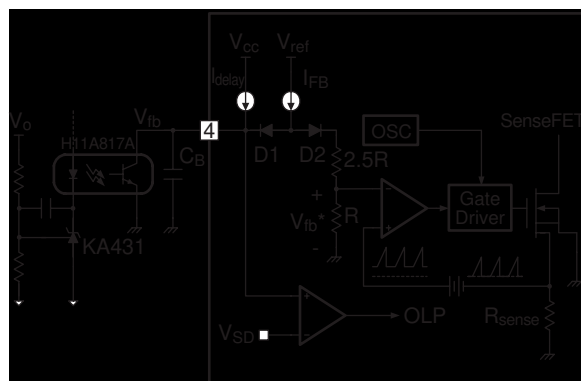 Vcc
Vref
Idelay
IFB
Vo
Vfb
4
H11A817A
CB
D1
D2
2.5R
OSC
SenseFET
+
Vfb*
-
R
-
+
Gate
Driver
KA431
VSD
+
-
OLP
Rsense